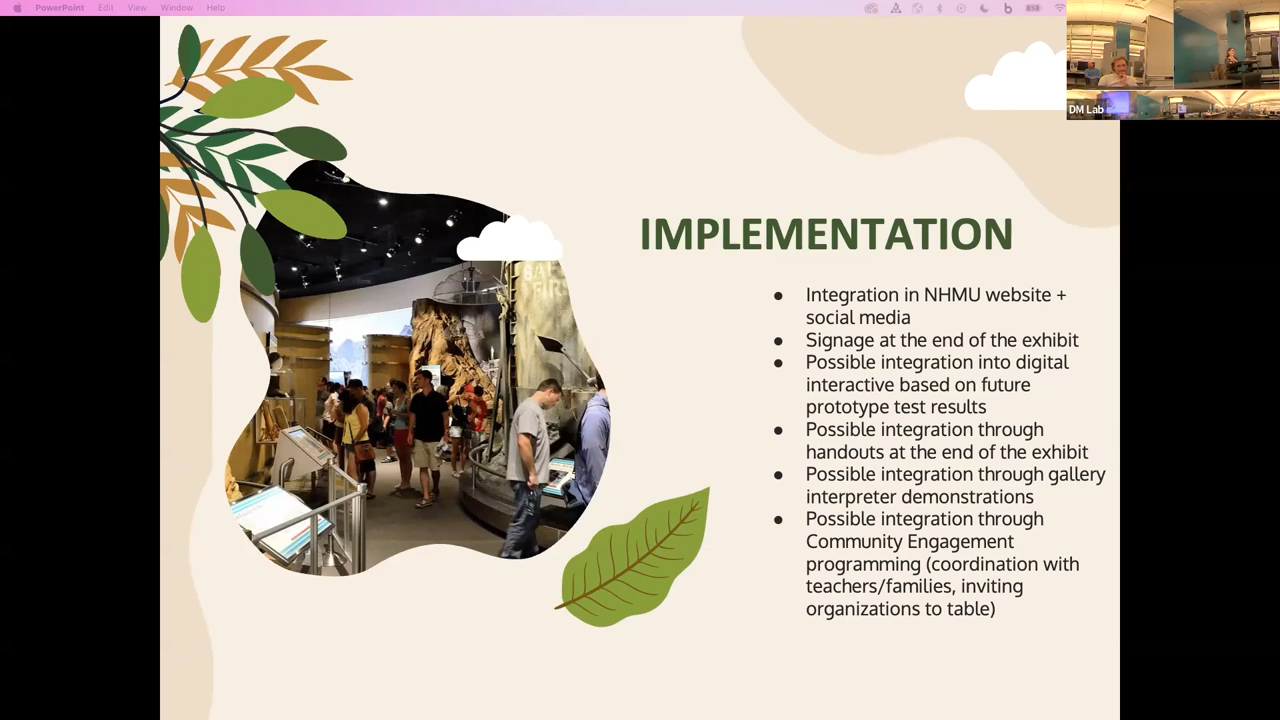 PowerPoint Edit View Window Help
DM Lab
IMPLEMENTATION
● Integration in NHMU website +
social media
● Signage at the end of the exhibit
● Possible integration into digital
interactive based on future
prototype test results
● Possible integration through
handouts at the end of the exhibit
● Possible integration through gallery
interpreter demonstrations
● Possible integration through
Community Engagement
programming (coordination with
teachers/families, inviting
organizations to table)